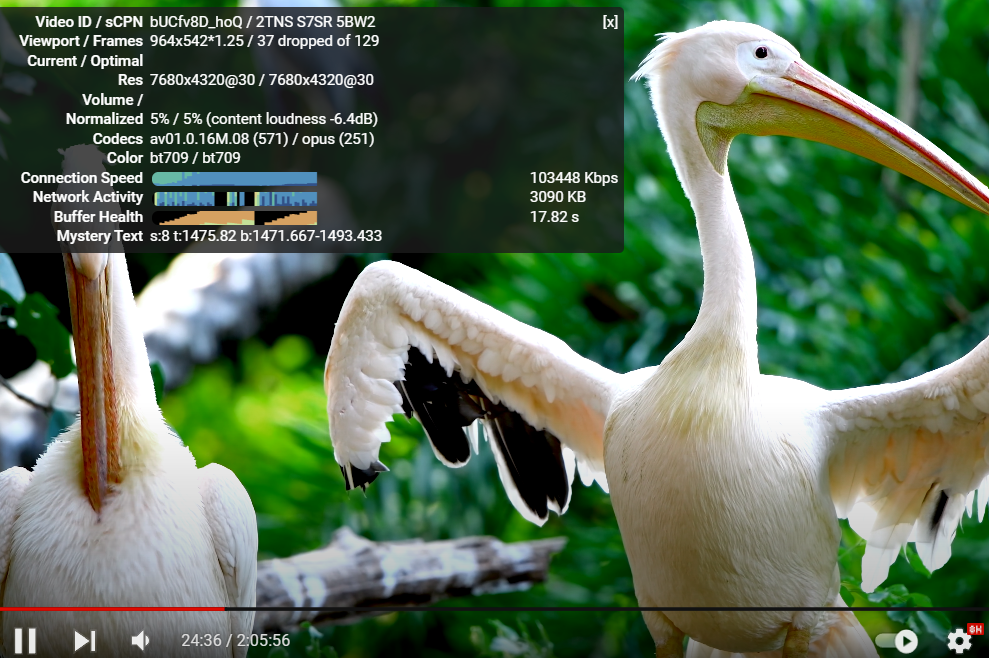 Video ID / sCPN bUCfv8D_hoQ / 2TNS S7SR 5BW2 [x]
Viewport / Frames 964x542*1.25 / 37 dropped of 129
Current / Optimal
Res 7680x4320@30 / 7680x4320@30
Volume /
Normalized 5% / 5% (content loudness -6.4dB)
Codecs av01.0.16M.08 (571) / opus (251)
Color bt709 / bt709
Connection Speed 103448 Kbps
Network Activity 3090 KB
Buffer Health 17.82 s
Mystery Text s:8 t:1475.82 b:1471.667-1493.433
24:36 / 2:05:56
8K